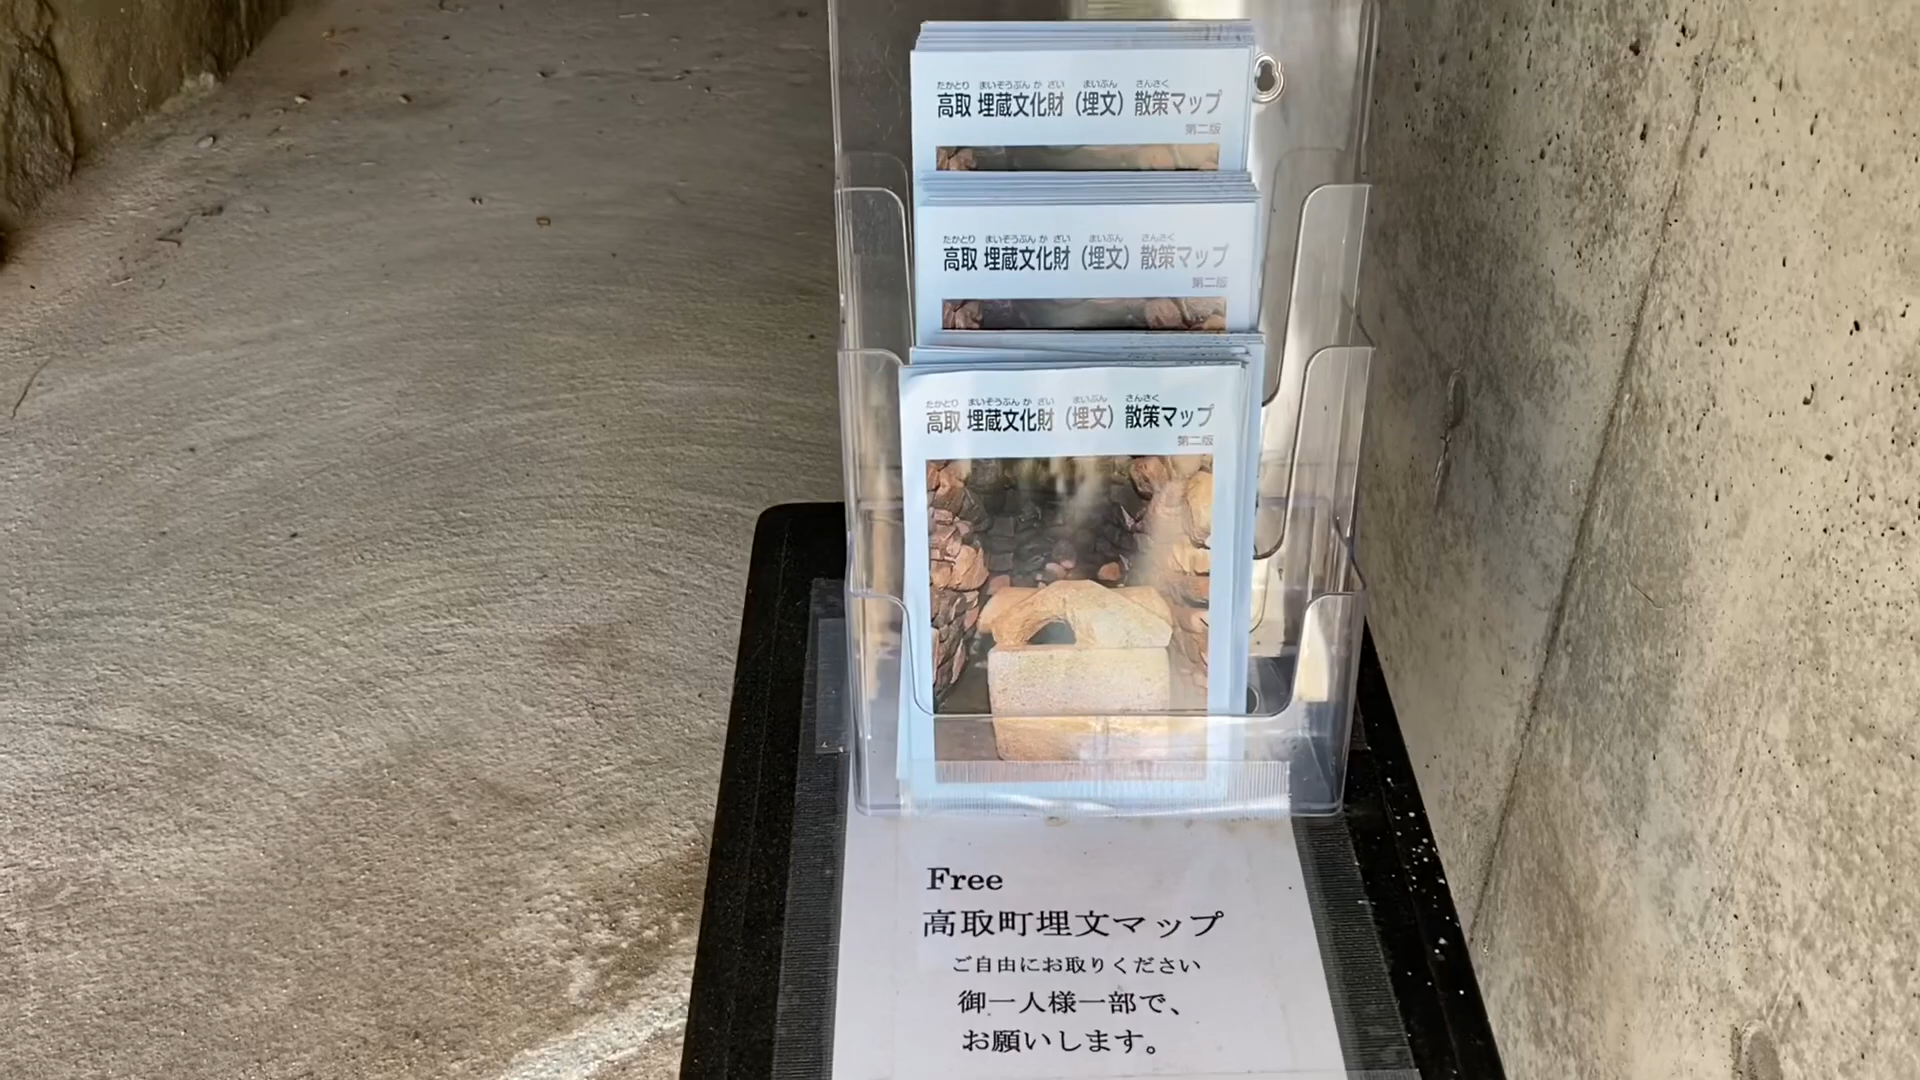 たかとり まいぞうぶんかざい まいぶん さんさく
高取 埋蔵文化財（埋文）散策マップ
第二版
たかとり まいぞうぶんかざい まいぶん さんさく
高取 埋蔵文化財（埋文）散策マップ
第二版
たかとり まいぞうぶんかざい まいぶん さんさく
高取 埋蔵文化財（埋文）散策マップ
第二版
Free
高取町埋文マップ
ご自由にお取りください
御一人様一部で、
お願いします。